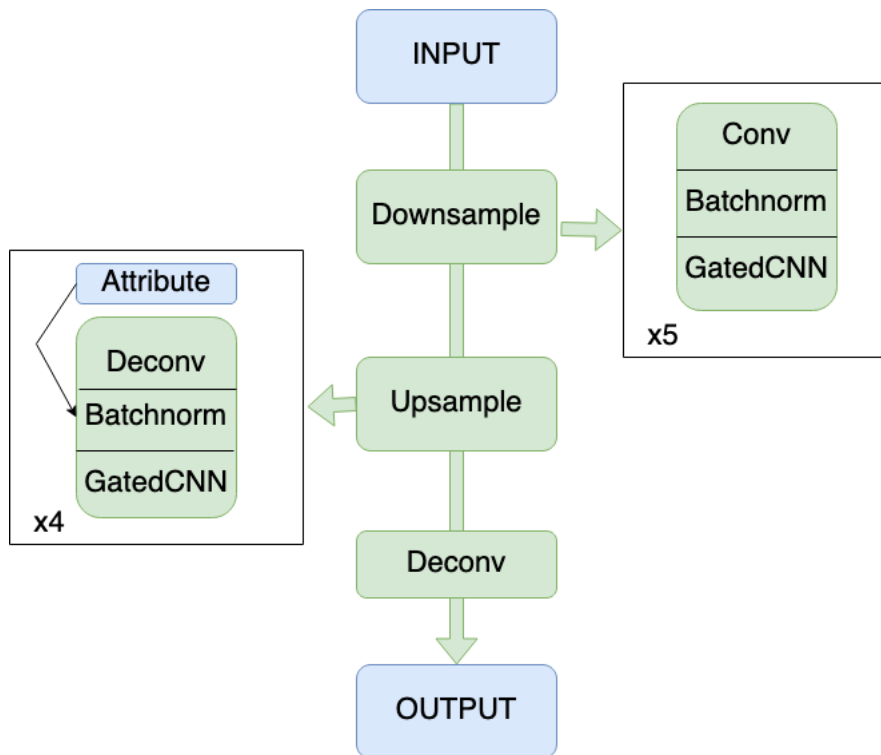 INPUT
Downsample
Conv
Batchnorm
GatedCNN
x5
Upsample
Attribute
Deconv
Batchnorm
GatedCNN
x4
Deconv
OUTPUT